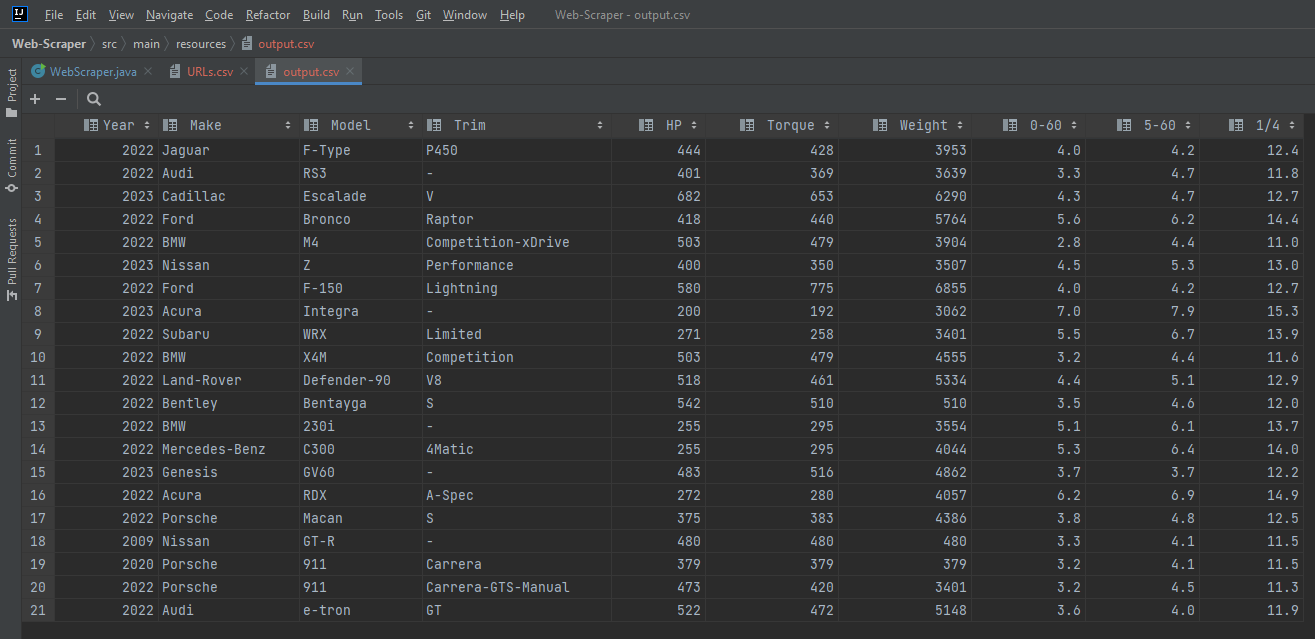 IJ File Edit View Navigate Code Refactor Build Run Tools Git Window Help Web-Scraper - output.csv
Web-Scraper src main resources output.csv
Project
Commit
Pull Requests
C WebScraper.java URLs.csv output.csv
Year Make Model Trim HP Torque Weight 0-60 5-60 1/4
1 2022 Jaguar F-Type P450 444 428 3953 4.0 4.2 12.4
2 2022 Audi RS3 - 401 369 3639 3.3 4.7 11.8
3 2023 Cadillac Escalade V 682 653 6290 4.3 4.7 12.7
4 2022 Ford Bronco Raptor 418 440 5764 5.6 6.2 14.4
5 2022 BMW M4 Competition-xDrive 503 479 3904 2.8 4.4 11.0
6 2023 Nissan Z Performance 400 350 3507 4.5 5.3 13.0
7 2022 Ford F-150 Lightning 580 775 6855 4.0 4.2 12.7
8 2023 Acura Integra - 200 192 3062 7.0 7.9 15.3
9 2022 Subaru WRX Limited 271 258 3401 5.5 6.7 13.9
10 2022 BMW X4M Competition 503 479 4555 3.2 4.4 11.6
11 2022 Land-Rover Defender-90 V8 518 461 5334 4.4 5.1 12.9
12 2022 Bentley Bentayga S 542 510 510 3.5 4.6 12.0
13 2022 BMW 230i - 255 295 3554 5.1 6.1 13.7
14 2022 Mercedes-Benz C300 4Matic 255 295 4044 5.3 6.4 14.0
15 2023 Genesis GV60 - 483 516 4862 3.7 3.7 12.2
16 2022 Acura RDX A-Spec 272 280 4057 6.2 6.9 14.9
17 2022 Porsche Macan S 375 383 4386 3.8 4.8 12.5
18 2009 Nissan GT-R - 480 480 480 3.3 4.1 11.5
19 2020 Porsche 911 Carrera 379 379 379 3.2 4.1 11.5
20 2022 Porsche 911 Carrera-GTS-Manual 473 420 3401 3.2 4.5 11.3
21 2022 Audi e-tron GT 522 472 5148 3.6 4.0 11.9